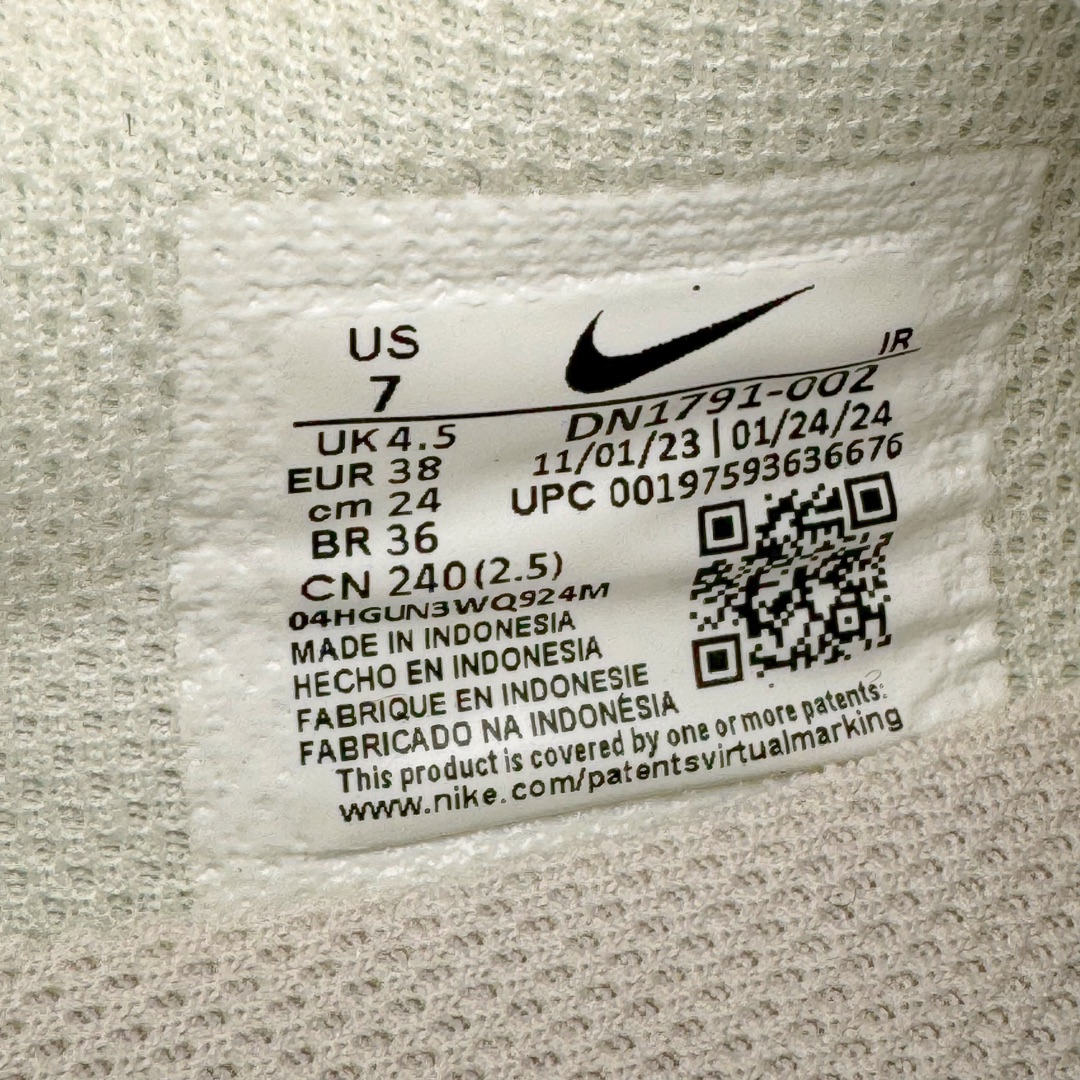 US
7
IR
UK 4.5
EUR 38
cm 24
BR 36
CN 240(2.5)
DN1791-002
11/01/23 | 01/24/24
UPC 00197593636676
04HGUN3WQ924M
MADE IN INDONESIA
HECHO EN INDONESIA
FABRIQUE EN INDONESIE
FABRICADO NA INDONÉSIA
This product is covered by one or more patents:
www.nike.com/patentsvirtualmarking